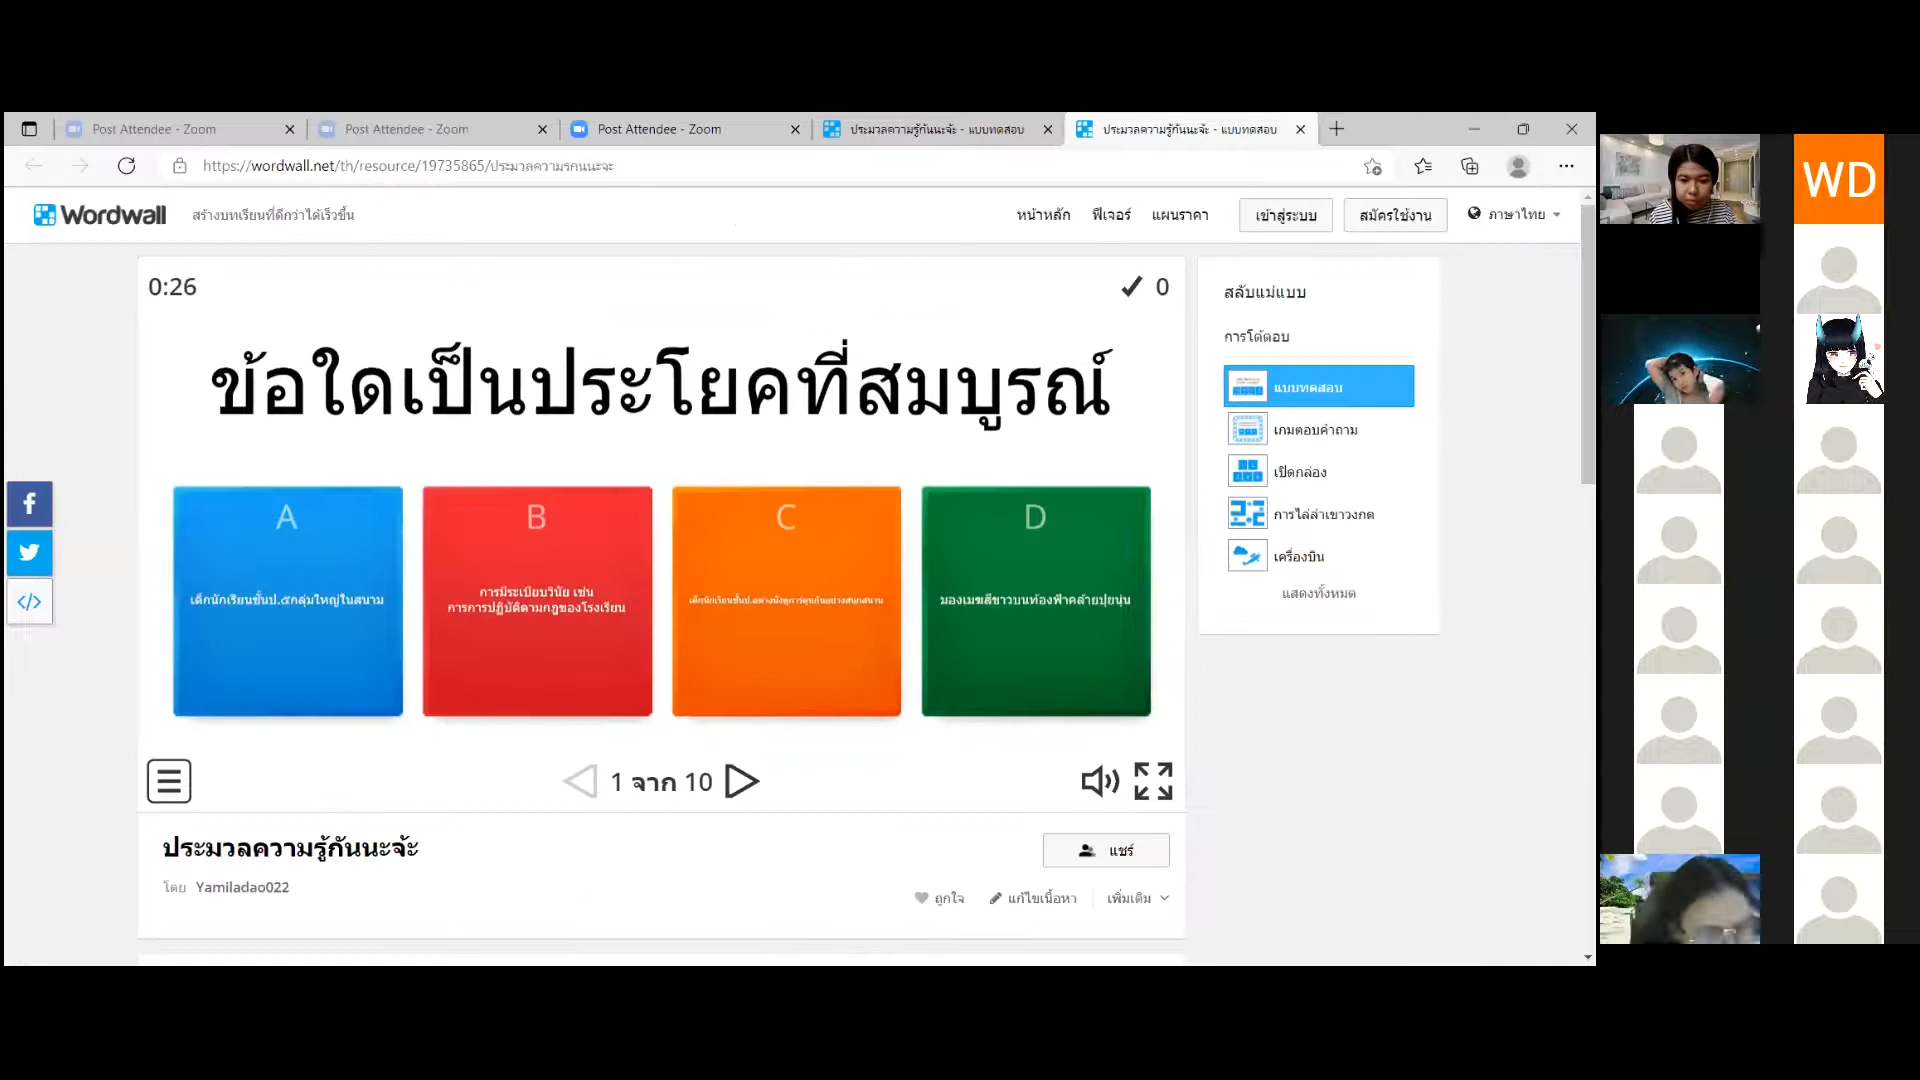 Post Attendee - Zoom
Post Attendee - Zoom
Post Attendee - Zoom
ประมวลความรู้กันนะจ้ะ - แบบทดสอบ
ประมวลความรู้กันนะจ้ะ - แบบทดสอบ
https://wordwall.net/th/resource/19735865/ประมวลความรกนนะจะ
Wordwall
สร้างบทเรียนที่ดีกว่าได้เร็วขึ้น
หน้าหลัก
ฟีเจอร์
แผนราคา
เข้าสู่ระบบ
สมัครใช้งาน
ภาษาไทย
0:26
0
ข้อใดเป็นประโยคที่สมบูรณ์
A
เด็กนักเรียนชั้นป.๕กลุ่มใหญ่ในสนาม
B
การมีระเบียบวินัย เช่น
การการปฏิบัติตามกฎของโรงเรียน
C
D
มองเมฆสีขาวบนท้องฟ้าคล้ายปุยนุ่น
1 จาก 10
สลับแม่แบบ
การโต้ตอบ
แบบทดสอบ
เกมตอบคำถาม
เปิดกล่อง
การไล่ล่าเขาวงกต
เครื่องบิน
แสดงทั้งหมด
ประมวลความรู้กันนะจ้ะ
โดย Yamiladao022
แชร์
ถูกใจ
แก้ไขเนื้อหา
เพิ่มเติม
WD